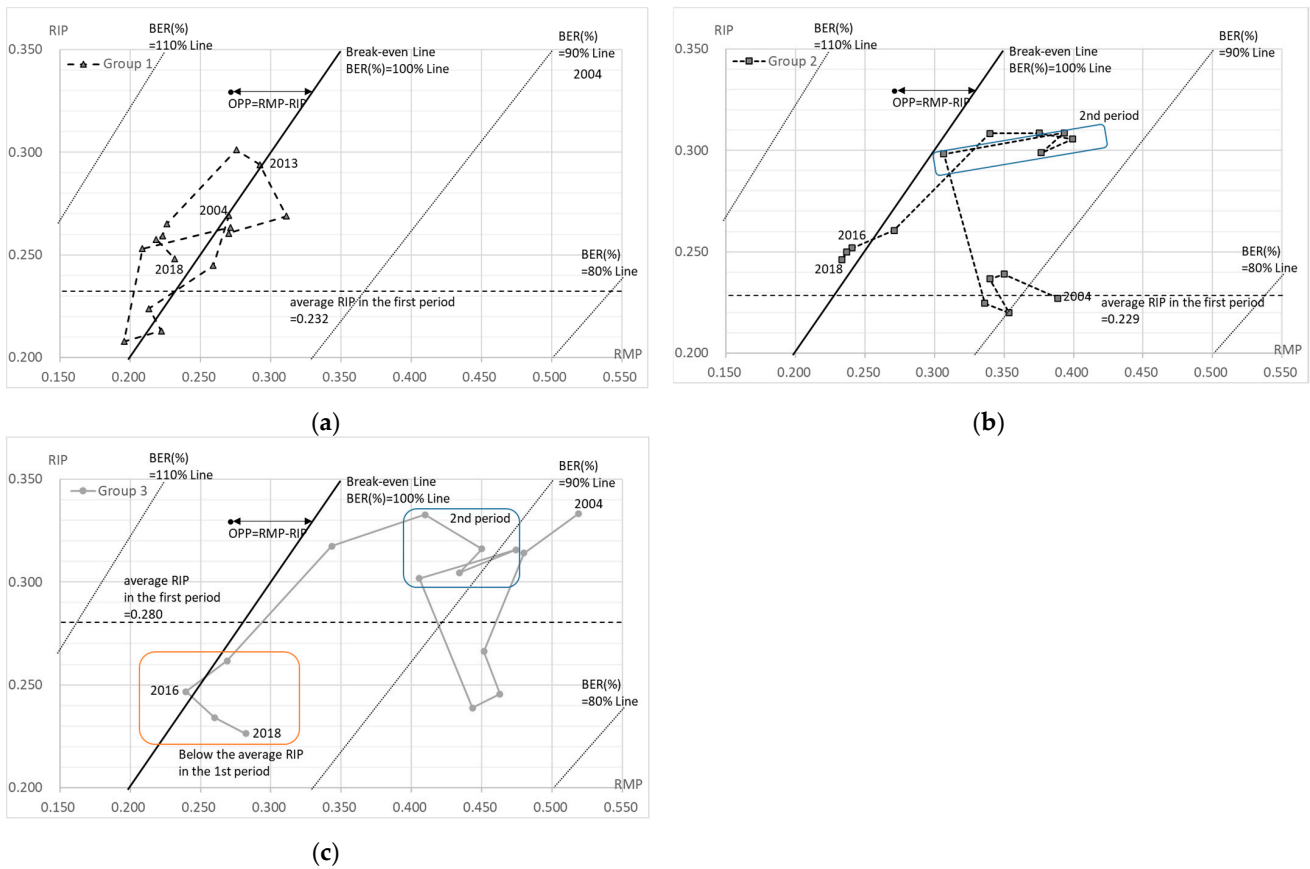 RIP
BER(%)
=110% Line
0.350
Group 1
Break-even Line
BER(%)=100% Line
BER(%)
=90% Line
2004
OPP=RMP-RIP
0.300
2013
2004
0.250
2018
BER(%)
=80% Line
average RIP in the first period
=0.232
0.200
RMP
0.150 0.200 0.250 0.300 0.350 0.400 0.450 0.500 0.550
(a)
RIP
BER(%)
=110% Line
0.350
Group 2
Break-even Line
BER(%)=100% Line
BER(%)
=90% Line
OPP=RMP-RIP
2nd period
0.300
2016
0.250
2018
BER(%)
=80% Line
2004
average RIP in the first period
=0.229
0.200
RMP
0.150 0.200 0.250 0.300 0.350 0.400 0.450 0.500 0.550
(b)
RIP
BER(%)
=110% Line
0.350
Group 3
Break-even Line
BER(%)=100% Line
BER(%)
=90% Line
2004
OPP=RMP-RIP
2nd period
0.300
average RIP
in the first period
=0.280
0.250
2016
2018
BER(%)
=80% Line
Below the average RIP
in the 1st period
0.200
RMP
0.150 0.200 0.250 0.300 0.350 0.400 0.450 0.500 0.550
(c)